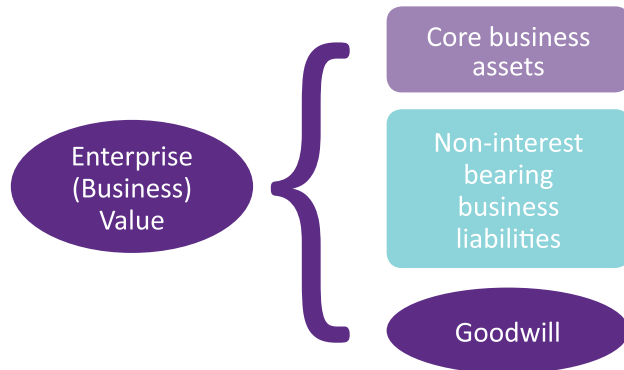 Enterprise
(Business)
Value
Core business
assets
Non-interest
bearing
business
liabilities
Goodwill